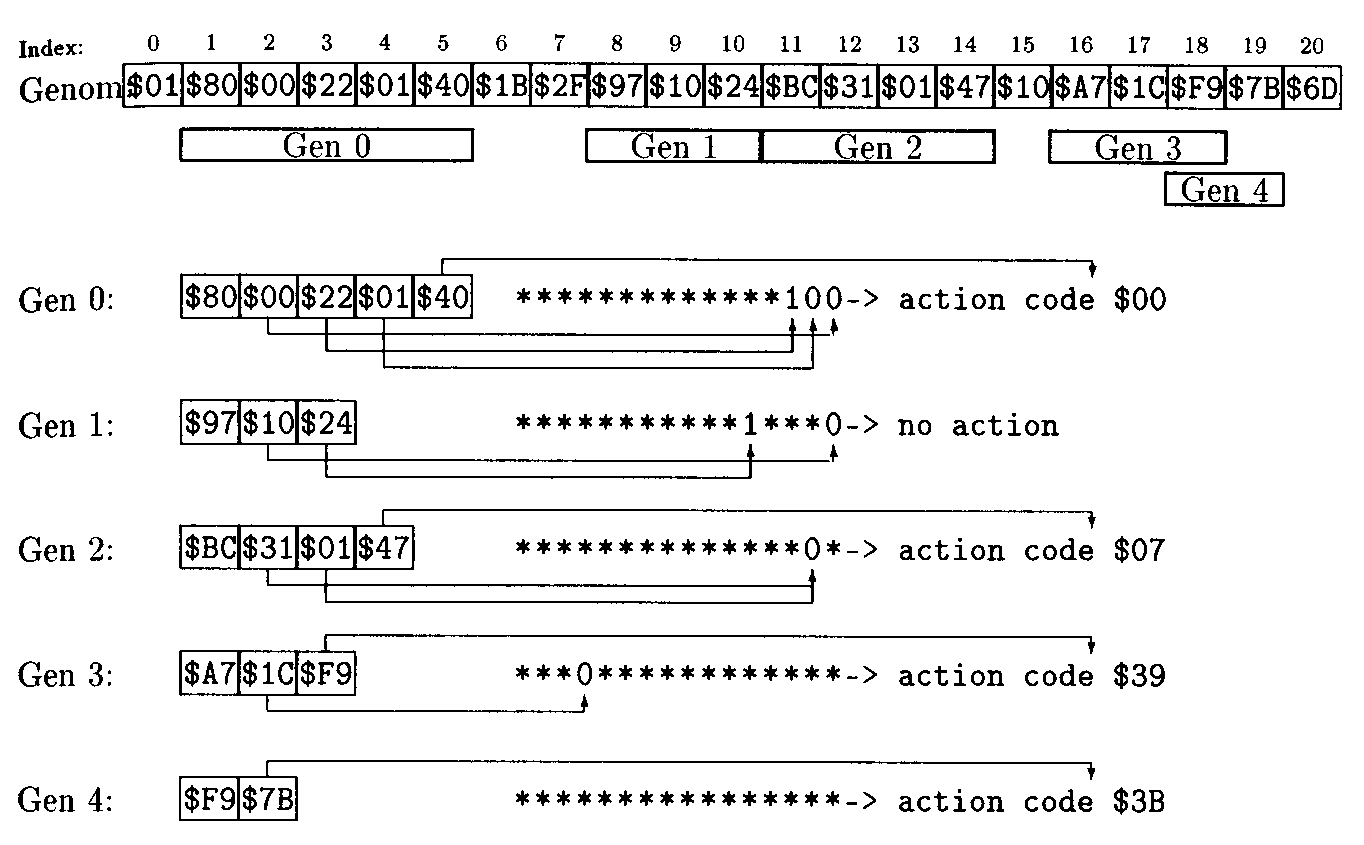 Index: 0 1 2 3 4 5 6 7 8 9 10 11 12 13 14 15 16 17 18 19 20
Genom $01 $80 $00 $22 $01 $40 $1B $2F $97 $10 $24 $BC $31 $01 $47 $10 $A7 $1C $F9 $7B $6D
Gen 0 Gen 1 Gen 2 Gen 3
Gen 4
Gen 0: $80 $00 $22 $01 $40 *************100-> action code $00
Gen 1: $97 $10 $24 ***********1***0-> no action
Gen 2: $BC $31 $01 $47 **************0*-> action code $07
Gen 3: $A7 $1C $F9 ***0************-> action code $39
Gen 4: $F9 $7B ****************-> action code $3B